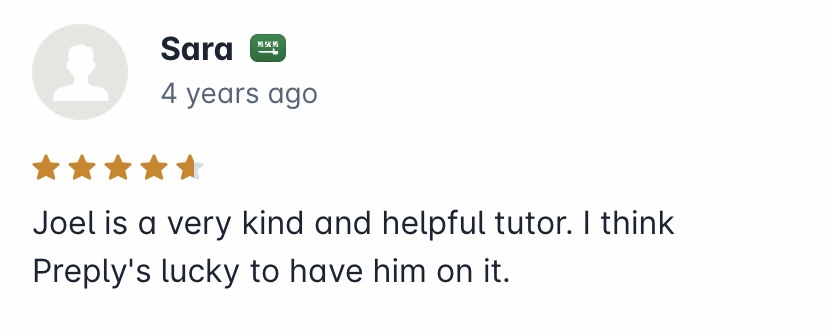 Sara
4 years ago
Joel is a very kind and helpful tutor. I think
Preply's lucky to have him on it.